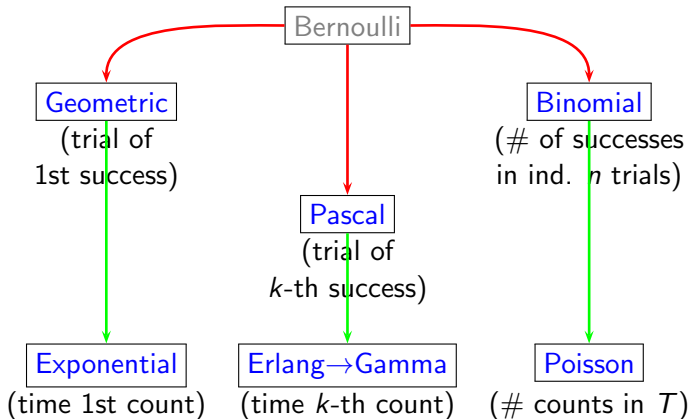 Bernoulli
Geometric
(trial of
1st success)
Binomial
(# of successes
in ind. n trials)
Pascal
(trial of
k-th success)
Exponential
(time 1st count)
Erlang→Gamma
(time k-th count)
Poisson
(# counts in T)